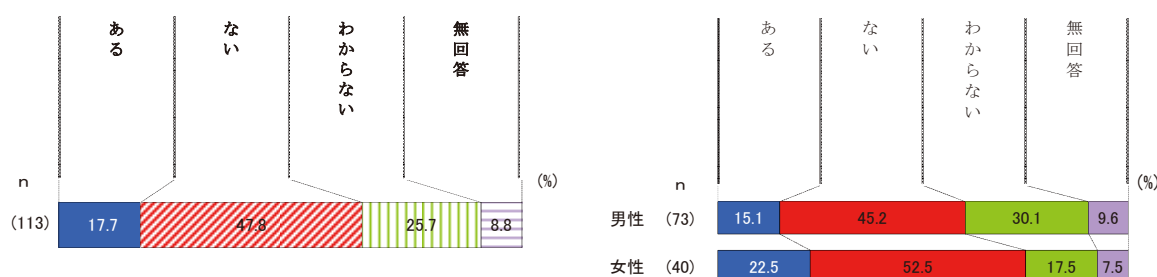 ある
ない
わからない
無回答
n
(%)
(113)
17.7
47.8
25.7
8.8
ある
ない
わからない
無回答
n
(%)
男性 (73)
15.1
45.2
30.1
9.6
女性 (40)
22.5
52.5
17.5
7.5